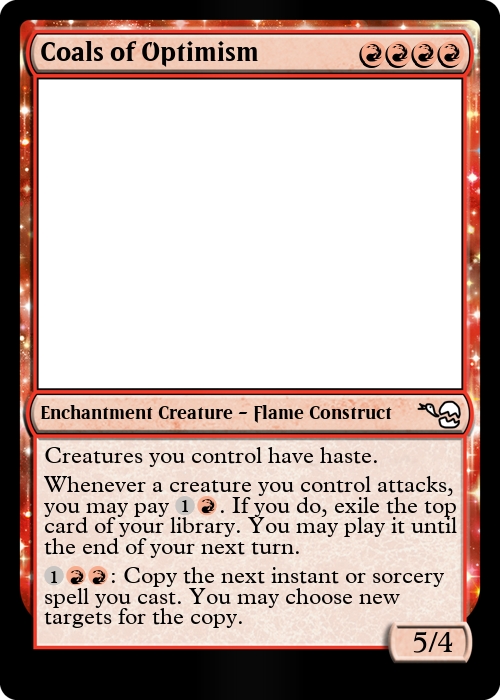 Coals of Optimism
Enchantment Creature – Flame Construct
Creatures you control have haste.
Whenever a creature you control attacks,
you may pay 1. If you do, exile the top
card of your library. You may play it until
the end of your next turn.
1: Copy the next instant or sorcery
spell you cast. You may choose new
targets for the copy.
5/4